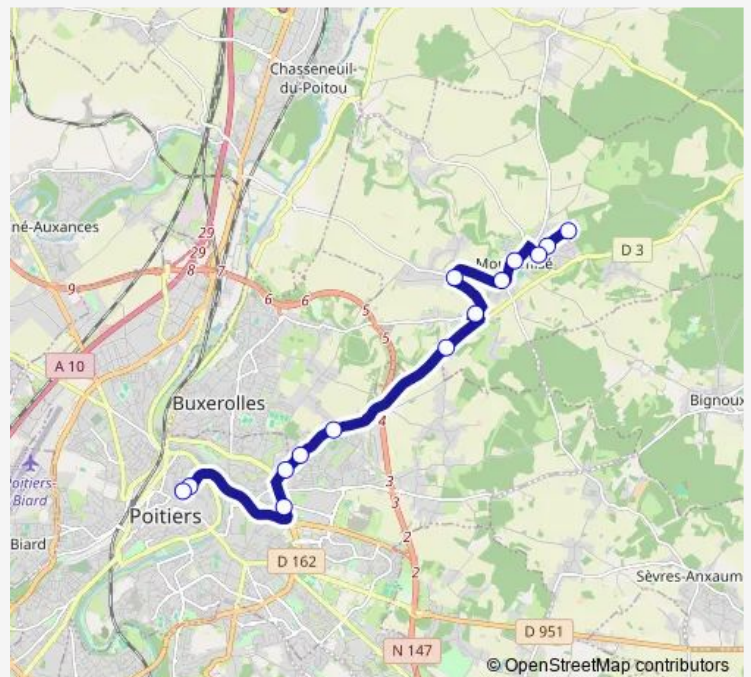 Chasseneuil-
du-Poitou
né-Auxances
29
29
8
7
9
6
6
5
5
D 3
A 10
Buxerolles
4
Bignoux
Poitiers-
Biard
Poitiers
3
3
Biard
2
2
D 162
Sèvres-Anxaum
D 951
N 147
© OpenStreetMap contributors